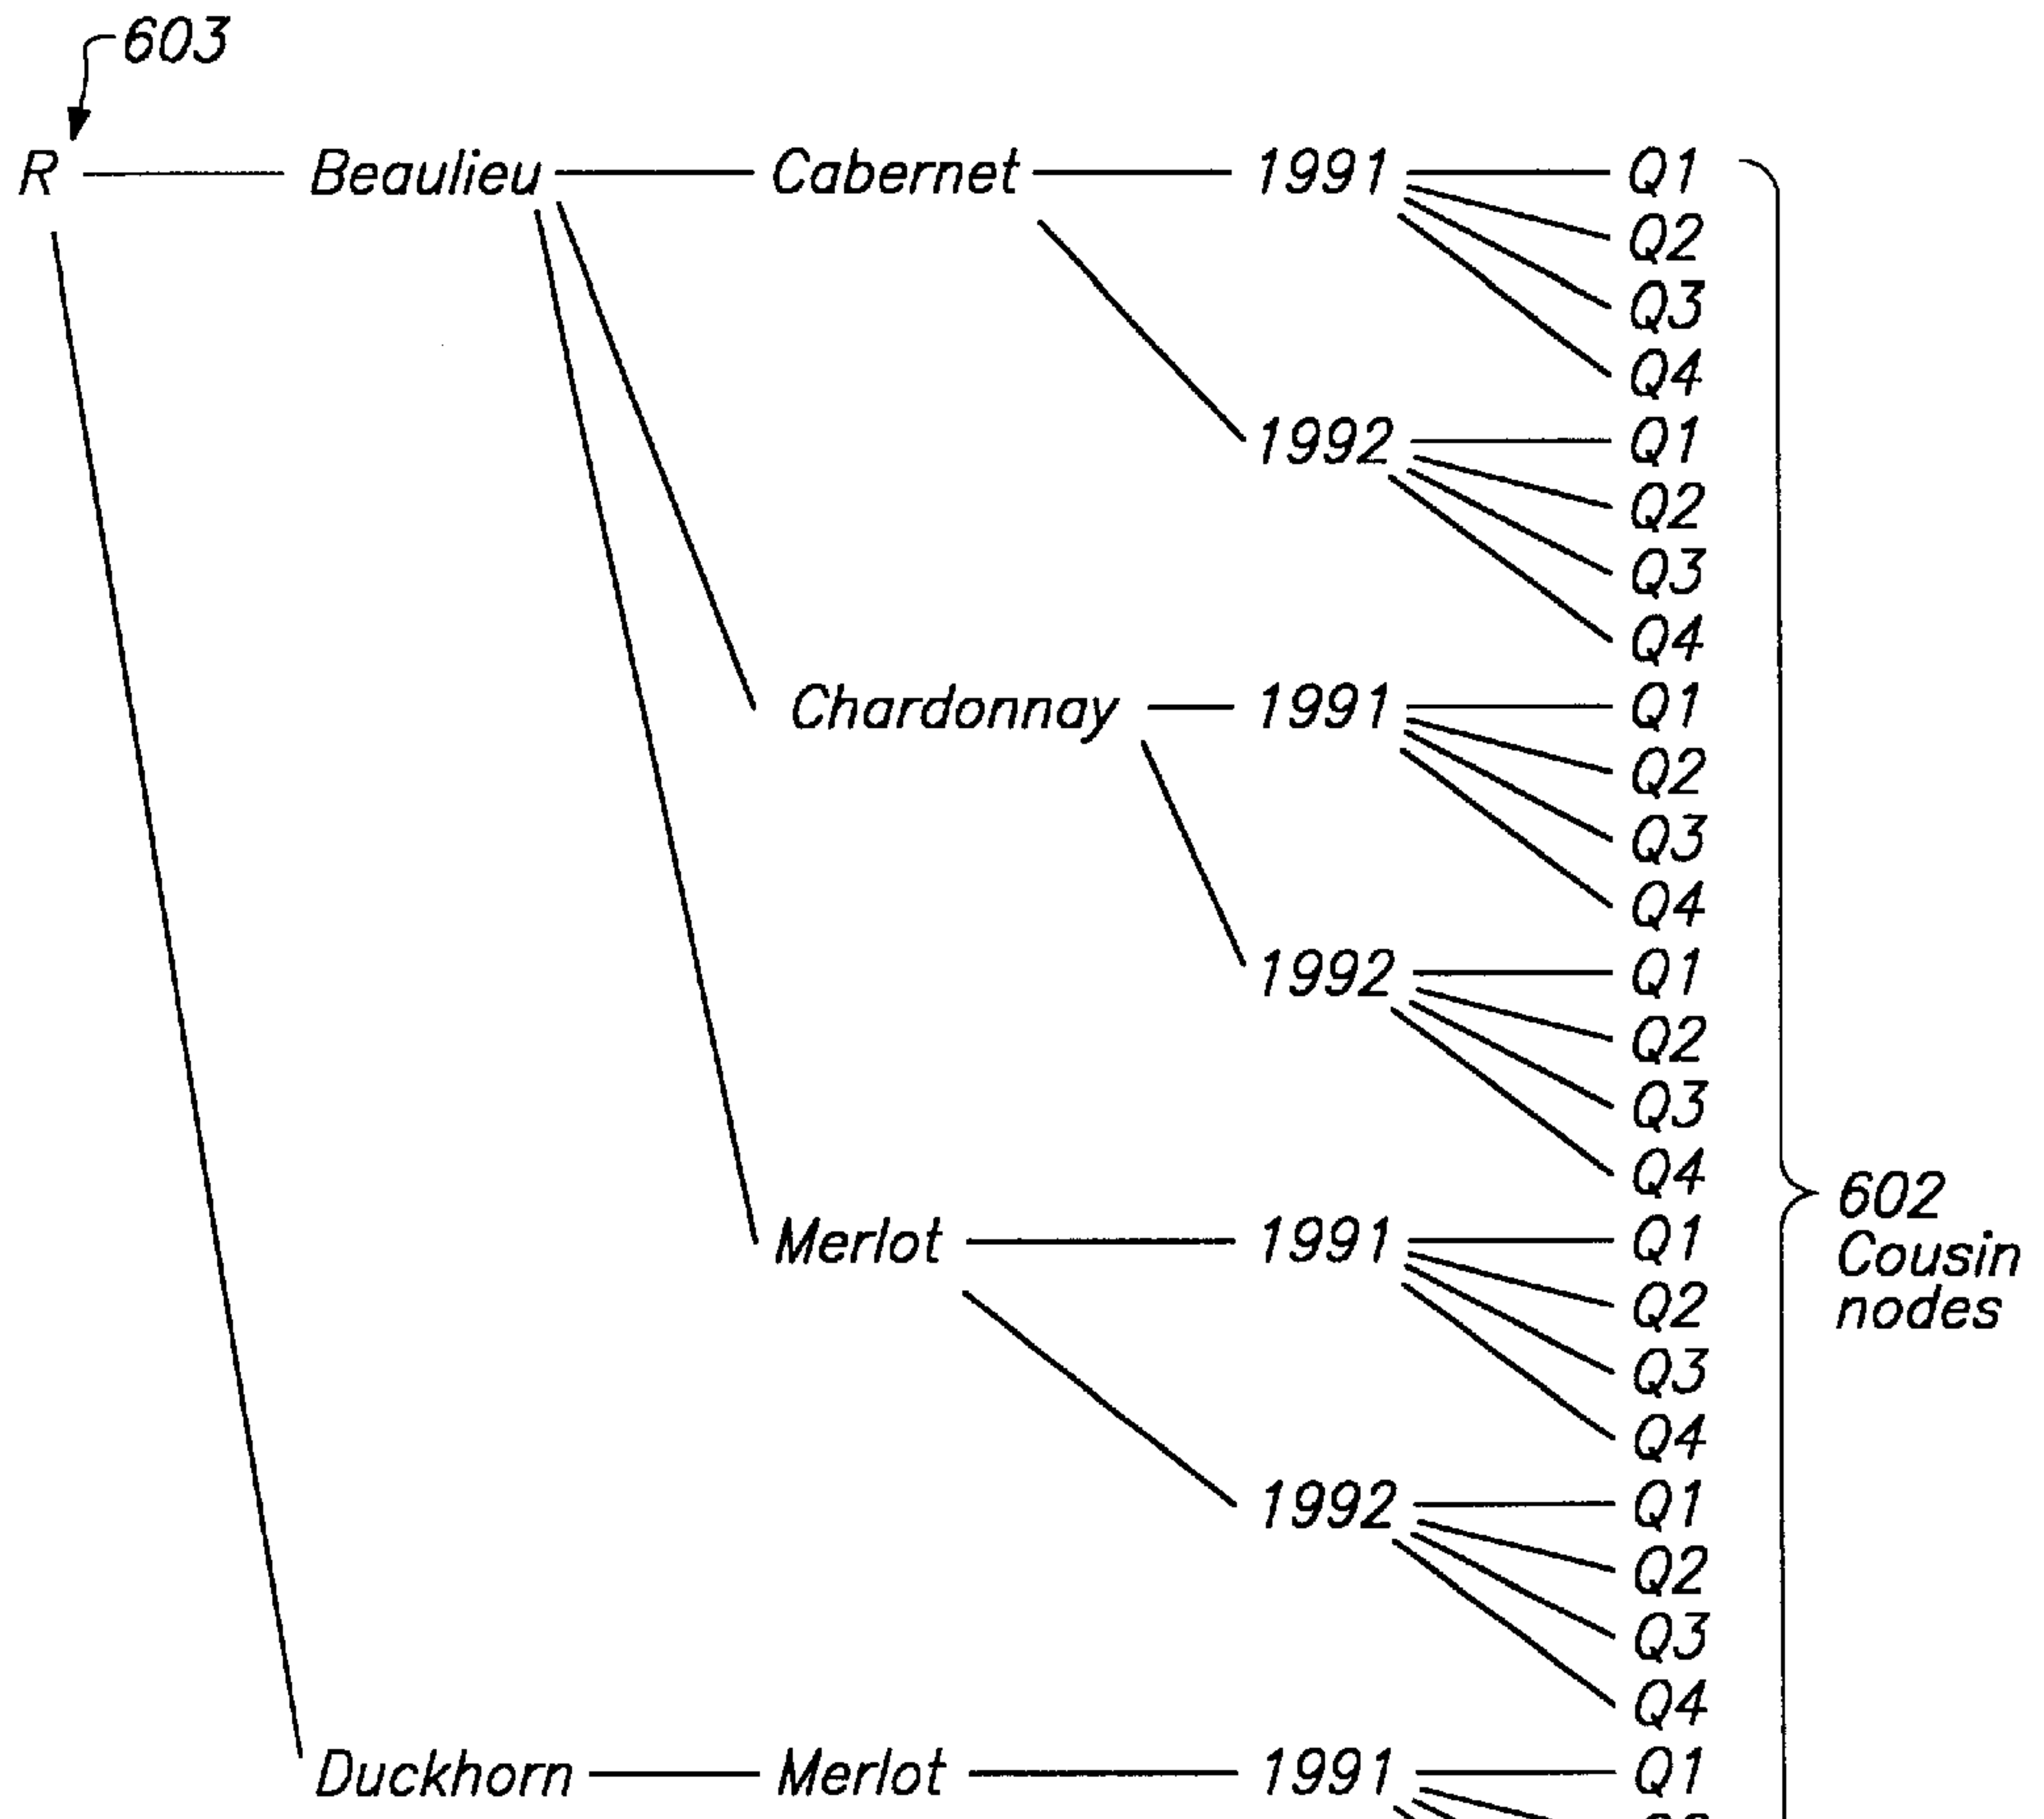 603
R Beaulieu Cabernet 1991 Q1
Q2
Q3
Q4
1992 Q1
Q2
Q3
Q4
Chardonnay 1991 Q1
Q2
Q3
Q4
1992 Q1
Q2
Q3
Q4
602
Merlot 1991 Q1
Cousin
Q2
nodes
Q3
Q4
1992 Q1
Q2
Q3
Q4
Duckhorn Merlot 1991 Q1